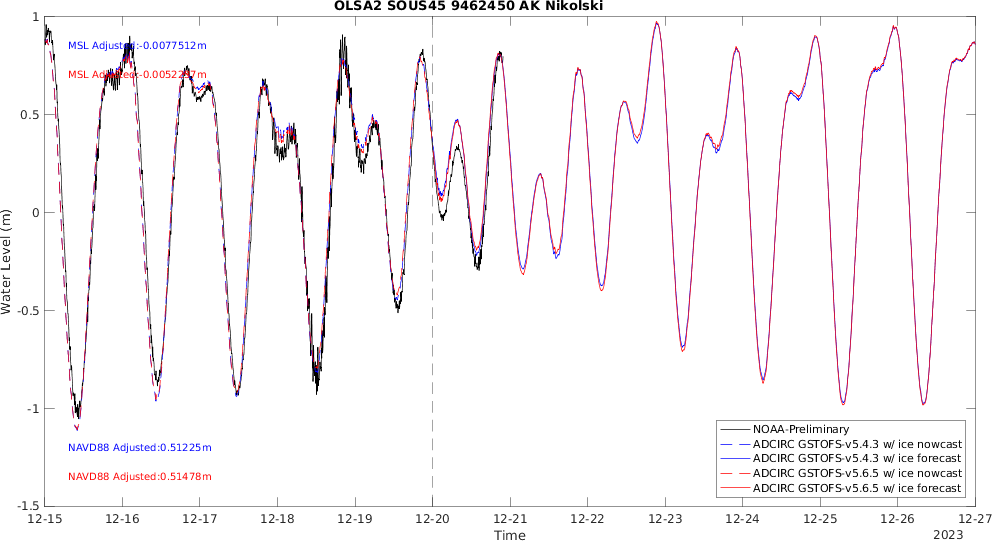 OLSA2 SOUS45 9462450 AK Nikolski
MSL Adjusted:-0.0077512m
MSL Adjusted:-0.0052
NAVD88 Adjusted:0.51225m
NAVD88 Adjusted:0.51478m
Water Level (m)
1
0.5
0
-0.5
-1
-1.5
NOAA-Preliminary
ADCIRC GSTOFS-v5.4.3 w/ ice nowcast
ADCIRC GSTOFS-v5.4.3 w/ ice forecast
ADCIRC GSTOFS-v5.6.5 w/ ice nowcast
ADCIRC GSTOFS-v5.6.5 w/ ice forecast
12-15 12-16 12-17 12-18 12-19 12-20 12-21 12-22 12-23 12-24 12-25 12-26 12-27
Time
2023